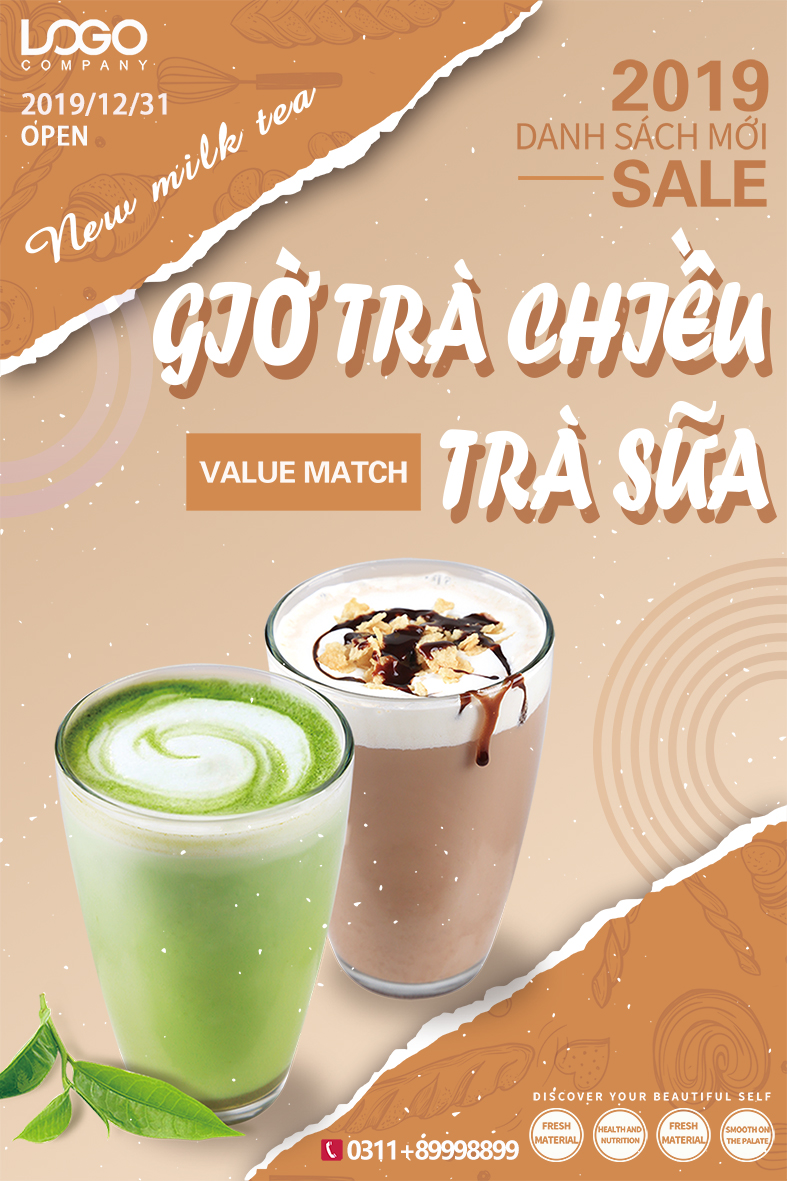 LOGO
COMPANY
2019/12/31
OPEN
New milk tea
2019
DANH SÁCH MỚI
SALE
GIỜ TRÀ CHIỀU
VALUE MATCH
TRÀ SỮA
DISCOVER YOUR BEAUTIFUL SELF
FRESH
MATERIAL
HEALTH AND
NUTRITION
FRESH
MATERIAL
SMOOTH ON
THE PALATE
0311+89998899